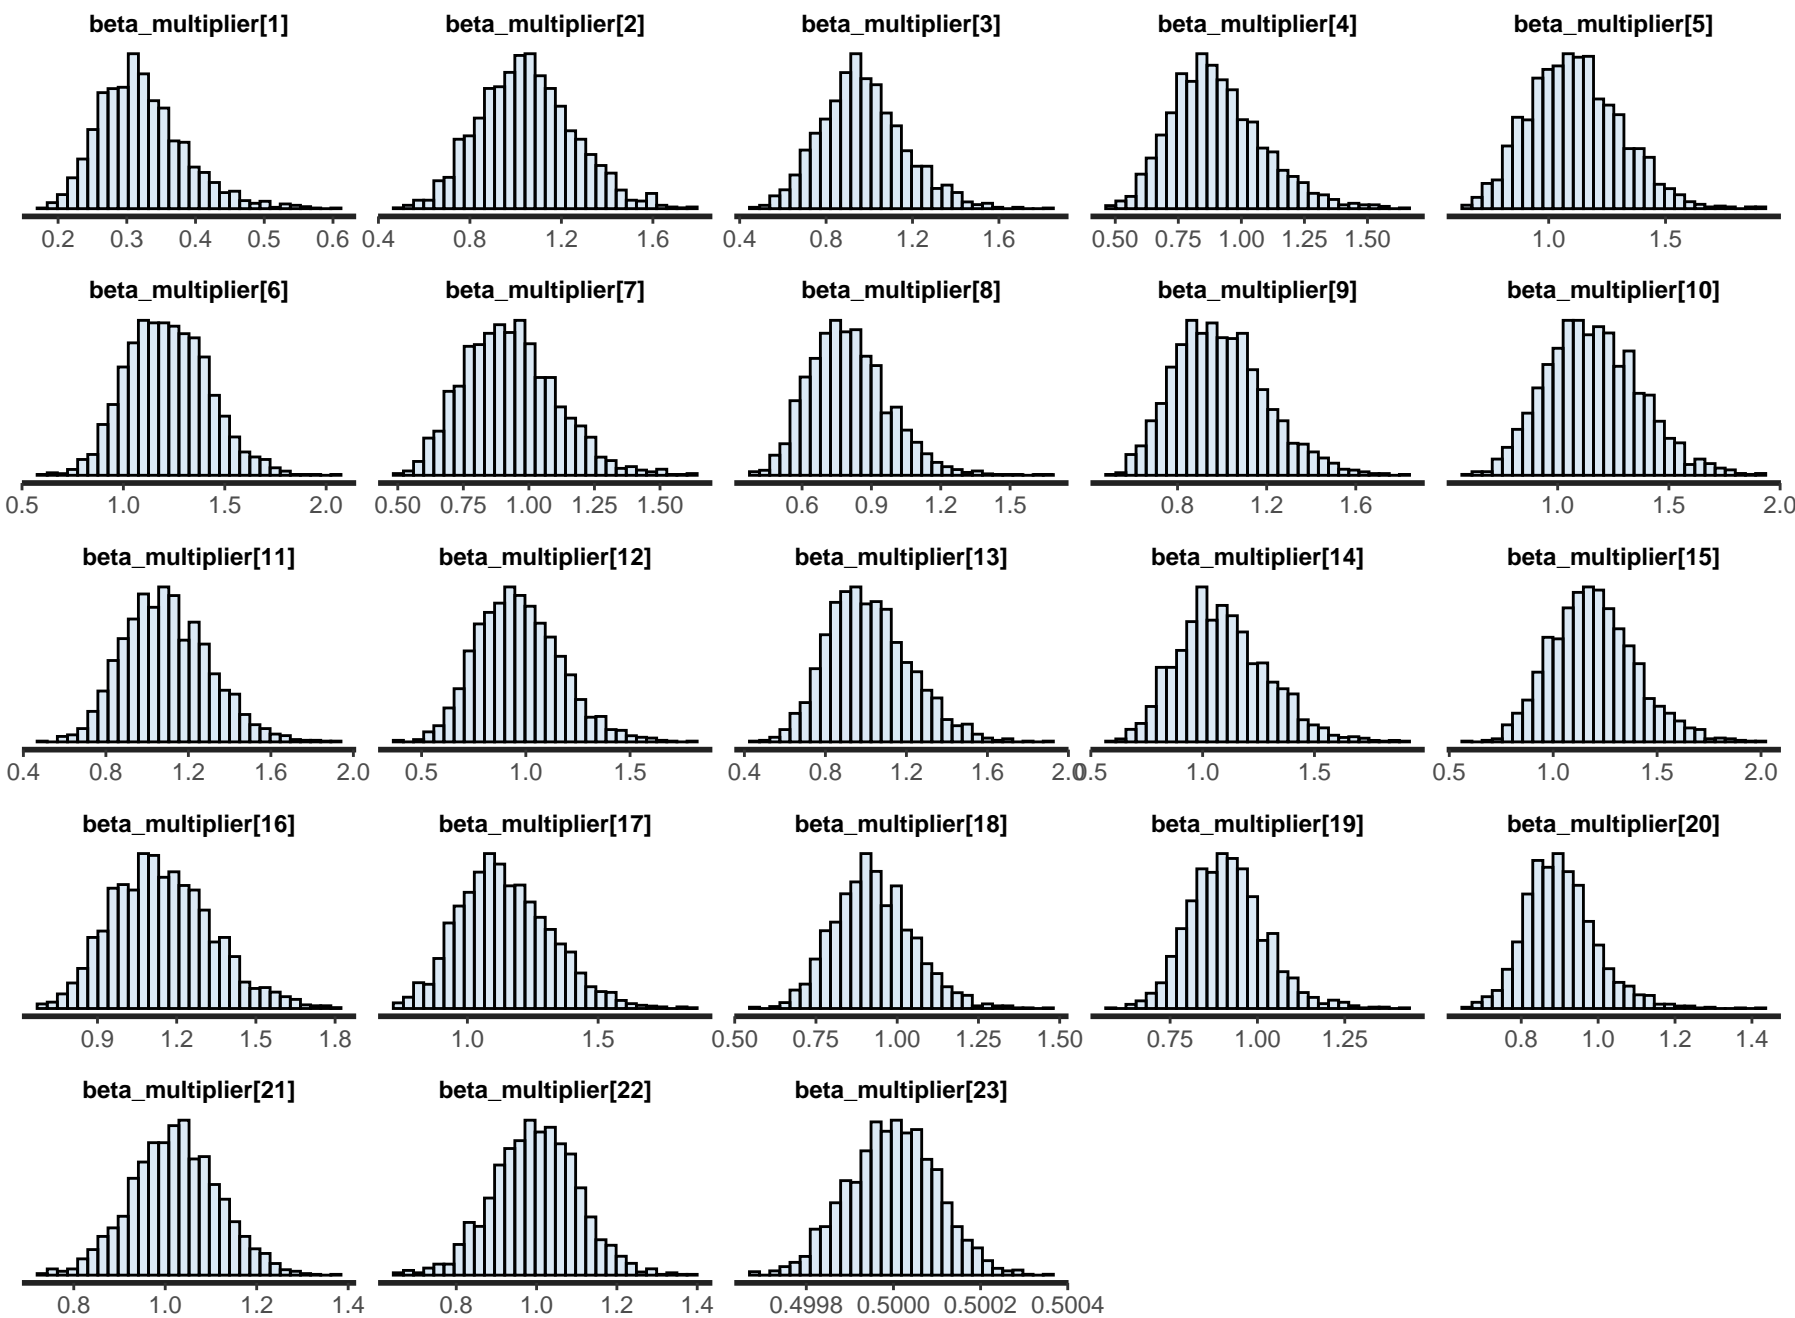 beta_multiplier[1] beta_multiplier[2] beta_multiplier[3] beta_multiplier[4] beta_multiplier[5]
0.2 0.3 0.4 0.5 0.6 0.4 0.8 1.2 1.6 0.4 0.8 1.2 1.6 0.50 0.75 1.00 1.25 1.50 1.0 1.5
beta_multiplier[6] beta_multiplier[7] beta_multiplier[8] beta_multiplier[9] beta_multiplier[10]
0.5 1.0 1.5 2.0 0.50 0.75 1.00 1.25 1.50 0.6 0.9 1.2 1.5 0.8 1.2 1.6 1.0 1.5 2.0
beta_multiplier[11] beta_multiplier[12] beta_multiplier[13] beta_multiplier[14] beta_multiplier[15]
0.4 0.8 1.2 1.6 2.0 0.5 1.0 1.5 0.4 0.8 1.2 1.6 2.0 0.5 1.0 1.5 0.5 1.0 1.5 2.0
beta_multiplier[16] beta_multiplier[17] beta_multiplier[18] beta_multiplier[19] beta_multiplier[20]
0.9 1.2 1.5 1.8 1.0 1.5 0.50 0.75 1.00 1.25 1.50 0.75 1.00 1.25 0.8 1.0 1.2 1.4
beta_multiplier[21] beta_multiplier[22] beta_multiplier[23]
0.8 1.0 1.2 1.4 0.8 1.0 1.2 1.4 0.4998 0.5000 0.5002 0.5004